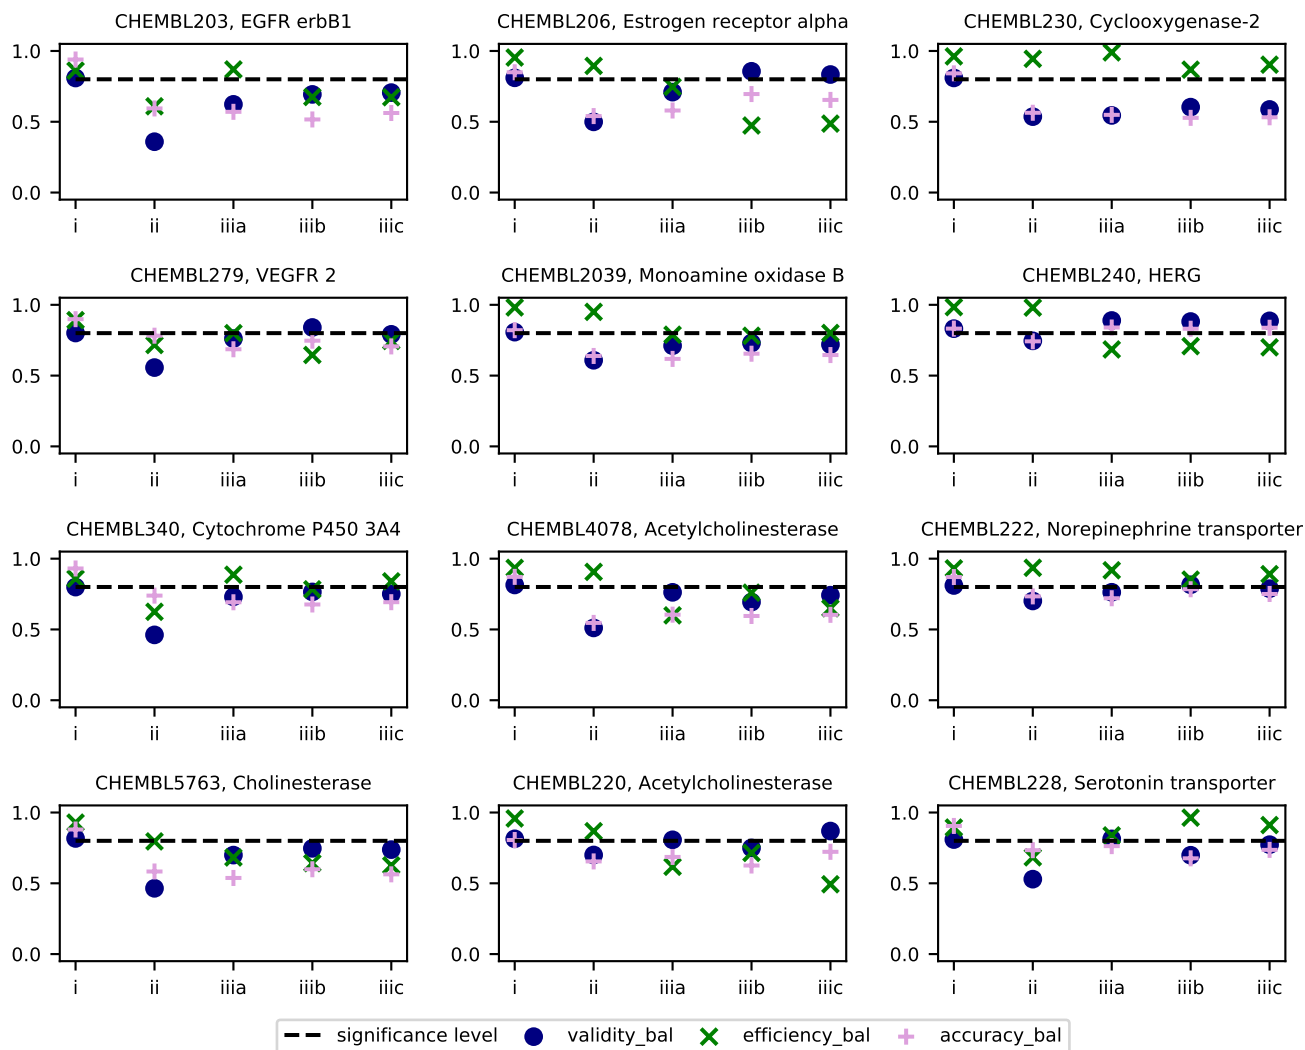 CHEMBL203, EGFR erbB1
CHEMBL206, Estrogen receptor alpha
CHEMBL230, Cyclooxygenase-2
1.0
0.5
0.0
i ii iiia iiib iiic
1.0
0.5
0.0
i ii iiia iiib iiic
1.0
0.5
0.0
i ii iiia iiib iiic
CHEMBL279, VEGFR 2
CHEMBL2039, Monoamine oxidase B
CHEMBL240, HERG
1.0
0.5
0.0
i ii iiia iiib iiic
1.0
0.5
0.0
i ii iiia iiib iiic
1.0
0.5
0.0
i ii iiia iiib iiic
CHEMBL340, Cytochrome P450 3A4
CHEMBL4078, Acetylcholinesterase
CHEMBL222, Norepinephrine transporter
1.0
0.5
0.0
i ii iiia iiib iiic
1.0
0.5
0.0
i ii iiia iiib iiic
1.0
0.5
0.0
i ii iiia iiib iiic
CHEMBL5763, Cholinesterase
CHEMBL220, Acetylcholinesterase
CHEMBL228, Serotonin transporter
1.0
0.5
0.0
i ii iiia iiib iiic
1.0
0.5
0.0
i ii iiia iiib iiic
1.0
0.5
0.0
i ii iiia iiib iiic
significance level validity_bal efficiency_bal accuracy_bal